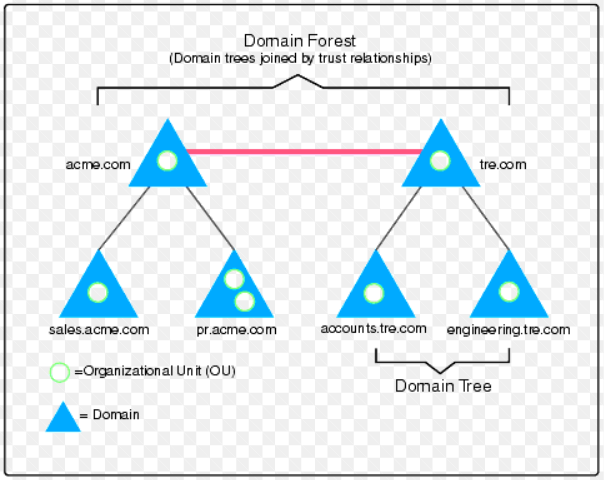 Domain Forest
(Domain trees joined by trust relationships)
acme.com
tre.com
sales.acme.com
pr.acme.com
accounts.tre.com
engineering.tre.com
=Organizational Unit (OU)
Domain Tree
= Domain